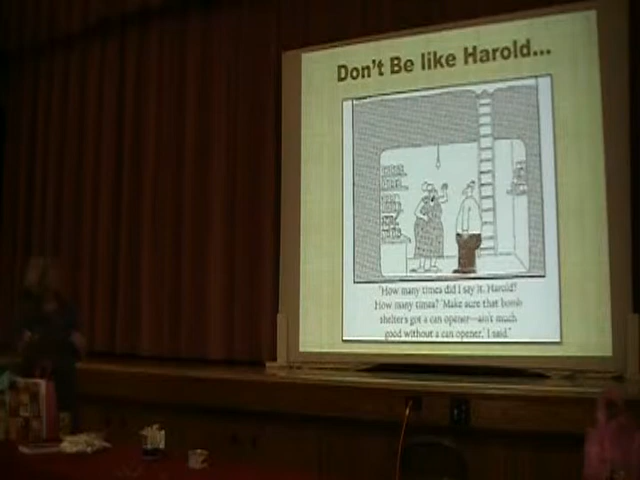 Don't Be like Harold...
"How many times did I say it, Harold?
How many times? 'Make sure that bomb
shelter's got a can opener—ain't much
good without a can opener,' I said."